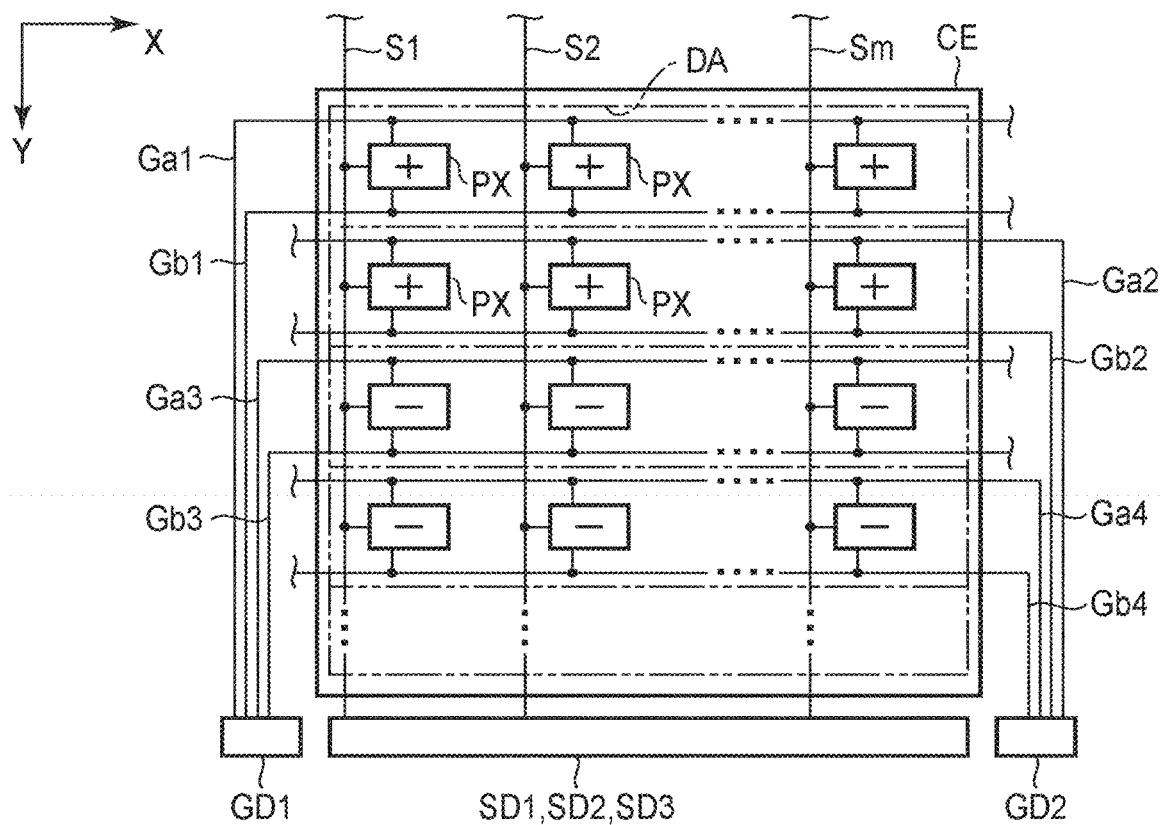 X
Y
S1
S2
Sm
CE
DA
Ga1
+
PX
+
PX
+
Gb1
+
PX
+
PX
+
Ga2
Gb2
Ga3
−
−
−
Gb3
−
−
−
Ga4
Gb4
GD1
SD1,SD2,SD3
GD2